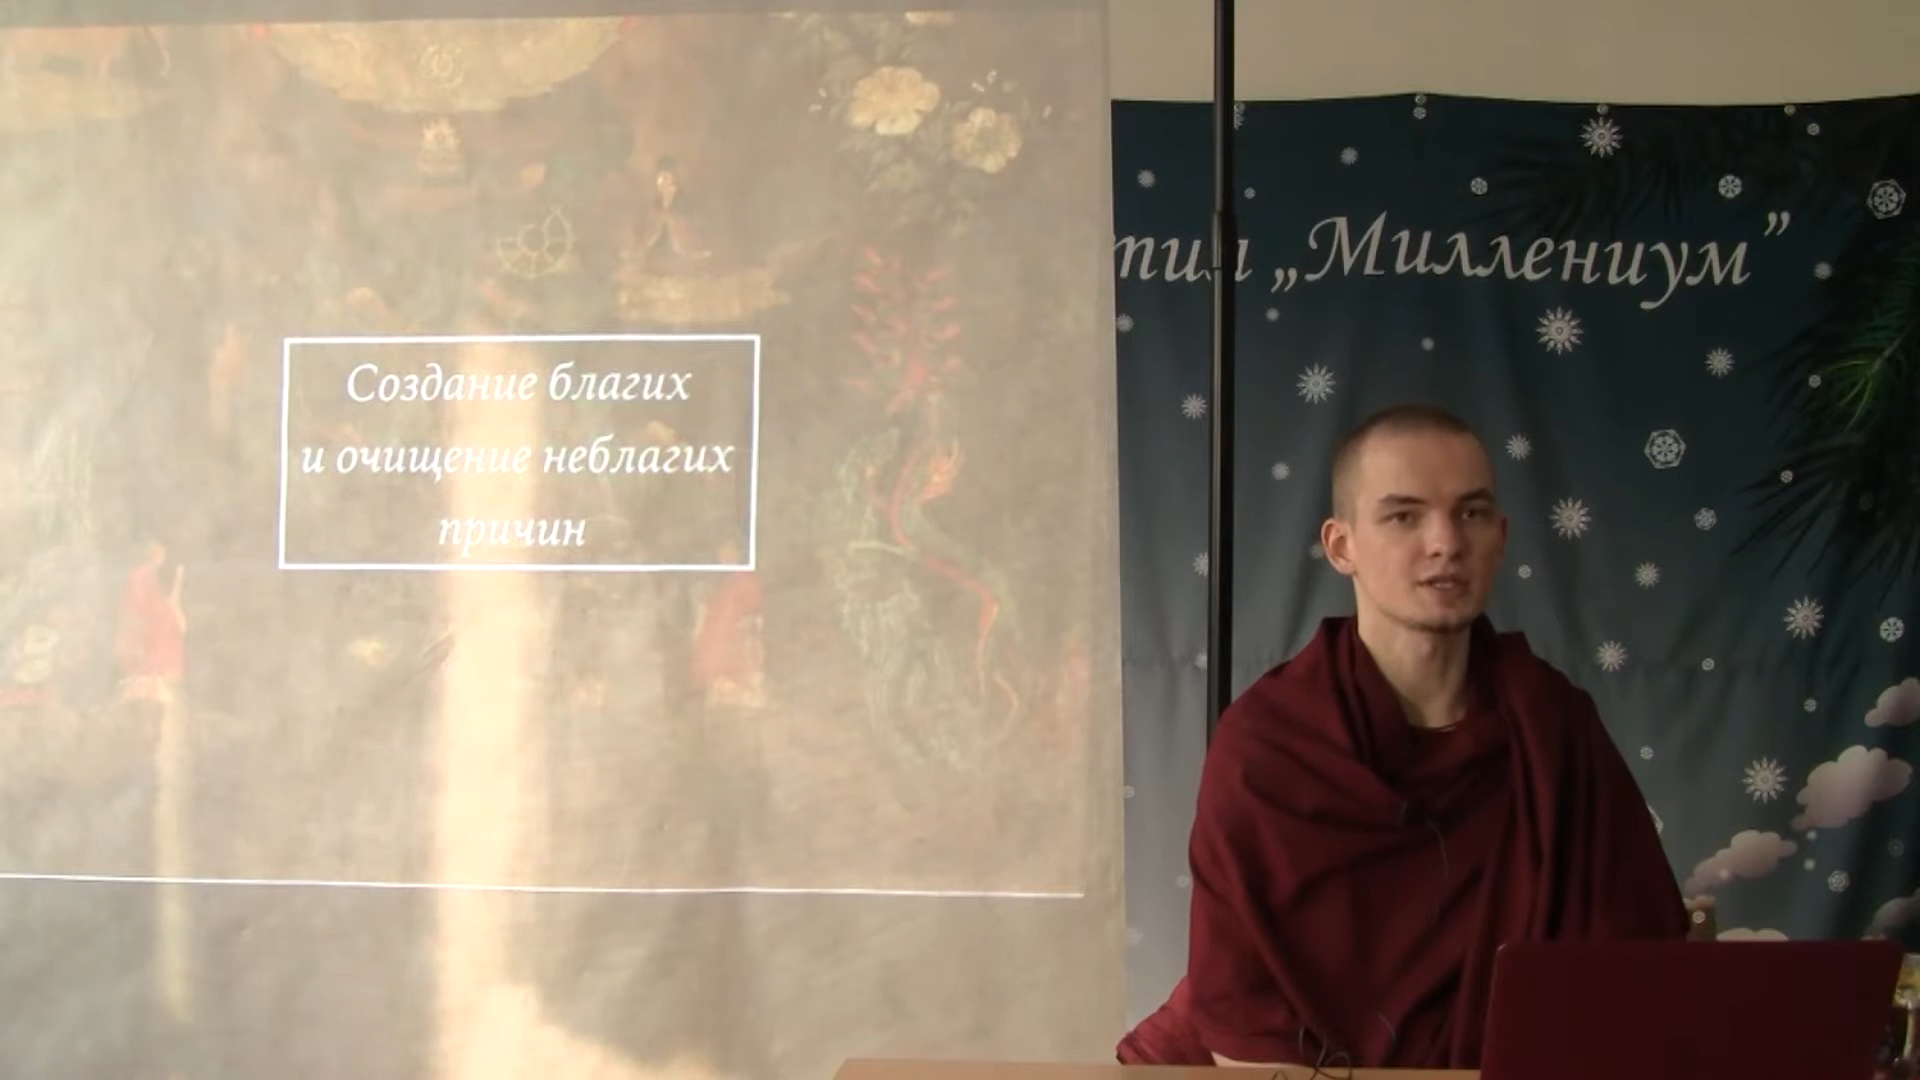 Создание благих
и очищение неблагих
причин
„Миллениум”